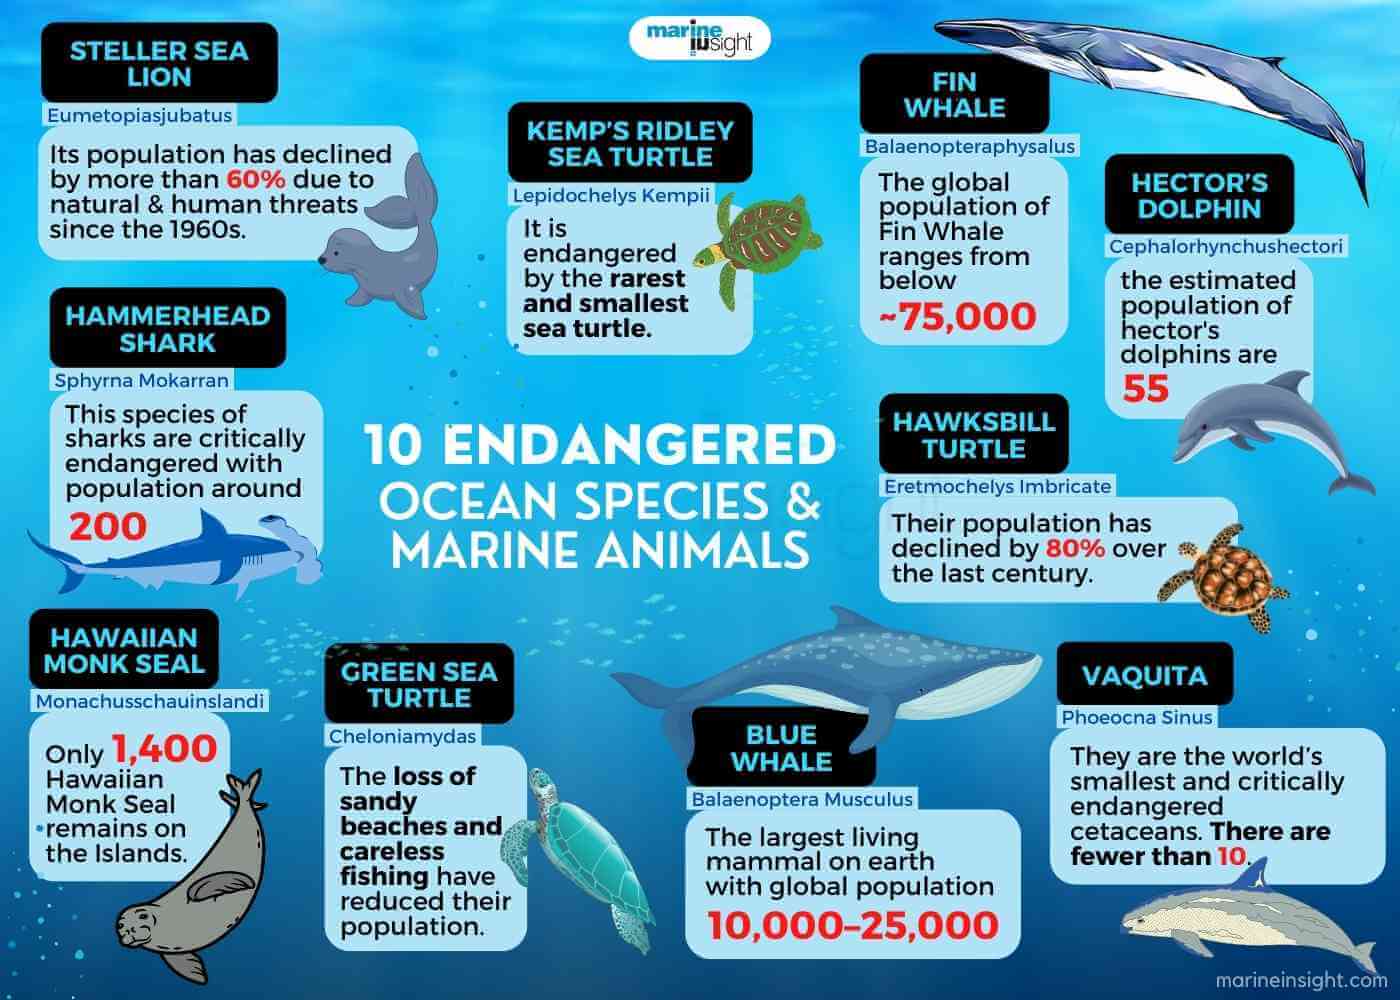 marine
insight
STELLER SEA
LION
Eumetopiasjubatus
Its population has declined
by more than 60% due to
natural & human threats
since the 1960s.
KEMP'S RIDLEY
SEA TURTLE
Lepidochelys Kempii
It is
endangered
by the rarest
and smallest
sea turtle.
FIN
WHALE
Balaenopteraphysalus
The global
population of
Fin Whale
ranges from
below
~75,000
HECTOR'S
DOLPHIN
Cephalorhynchushectori
the estimated
population of
hector's
dolphins are
55
HAMMERHEAD
SHARK
Sphyrna Mokarran
This species of
sharks are critically
endangered with
population around
200
10 ENDANGERED
OCEAN SPECIES &
MARINE ANIMALS
HAWKSBILL
TURTLE
Eretmochelys Imbricate
Their population has
declined by 80% over
the last century.
HAWAIIAN
MONK SEAL
Monachusschauinslandi
Only 1,400
Hawaiian
Monk Seal
remains on
the Islands.
GREEN SEA
TURTLE
Cheloniamydas
The loss of
sandy
beaches and
careless
fishing have
reduced their
population.
BLUE
WHALE
Balaenoptera Musculus
The largest living
mammal on earth
with global population
10,000–25,000
VAQUITA
Phoeocna Sinus
They are the world's
smallest and critically
endangered
cetaceans. There are
fewer than 10.
marineinsight.com